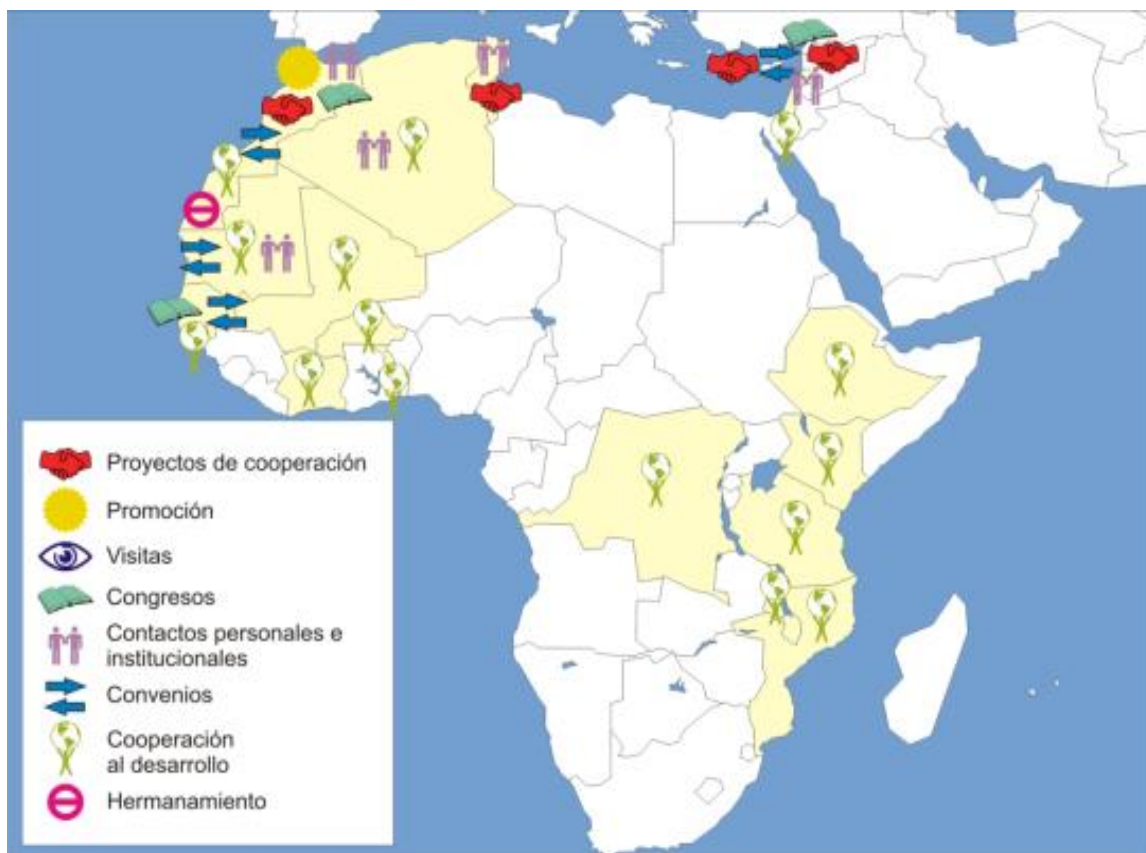 Proyectos de cooperación
Promoción
Visitas
Congresos
Contactos personales e
institucionales
Convenios
Cooperación
al desarrollo
Hermanamiento